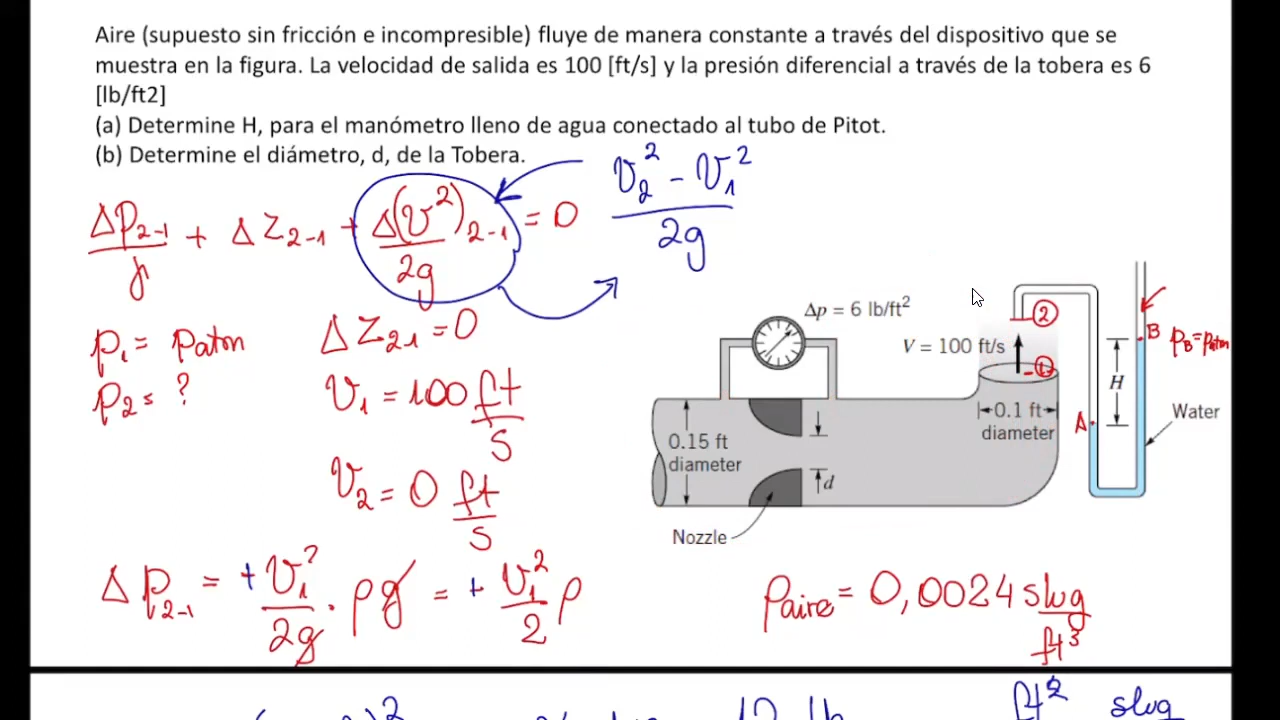 Aire (supuesto sin fricción e incompresible) fluye de manera constante a través del dispositivo que se
muestra en la figura. La velocidad de salida es 100 [ft/s] y la presión diferencial a través de la tobera es 6
[lb/ft2]
(a) Determine H, para el manómetro lleno de agua conectado al tubo de Pitot.
(b) Determine el diámetro, d, de la Tobera.
Δp₂₋₁/γ + ΔZ₂₋₁ + Δ(v²)₂₋₁/2g = 0
v₂² - v₁² / 2g
p₁ = patm
p₂ = ?
ΔZ₂₁ = 0
v₁ = 100 ft/s
v₂ = 0 ft/s
Δp₂₋₁ = + v₁²/2g · ρg = + v₁²/2 ρ
Δp = 6 lb/ft²
V = 100 ft/s
②
①
B
pB = patm
H
A
Water
0.1 ft
diameter
0.15 ft
diameter
d
Nozzle
ρaire = 0,0024 slug/ft³
ft² slug